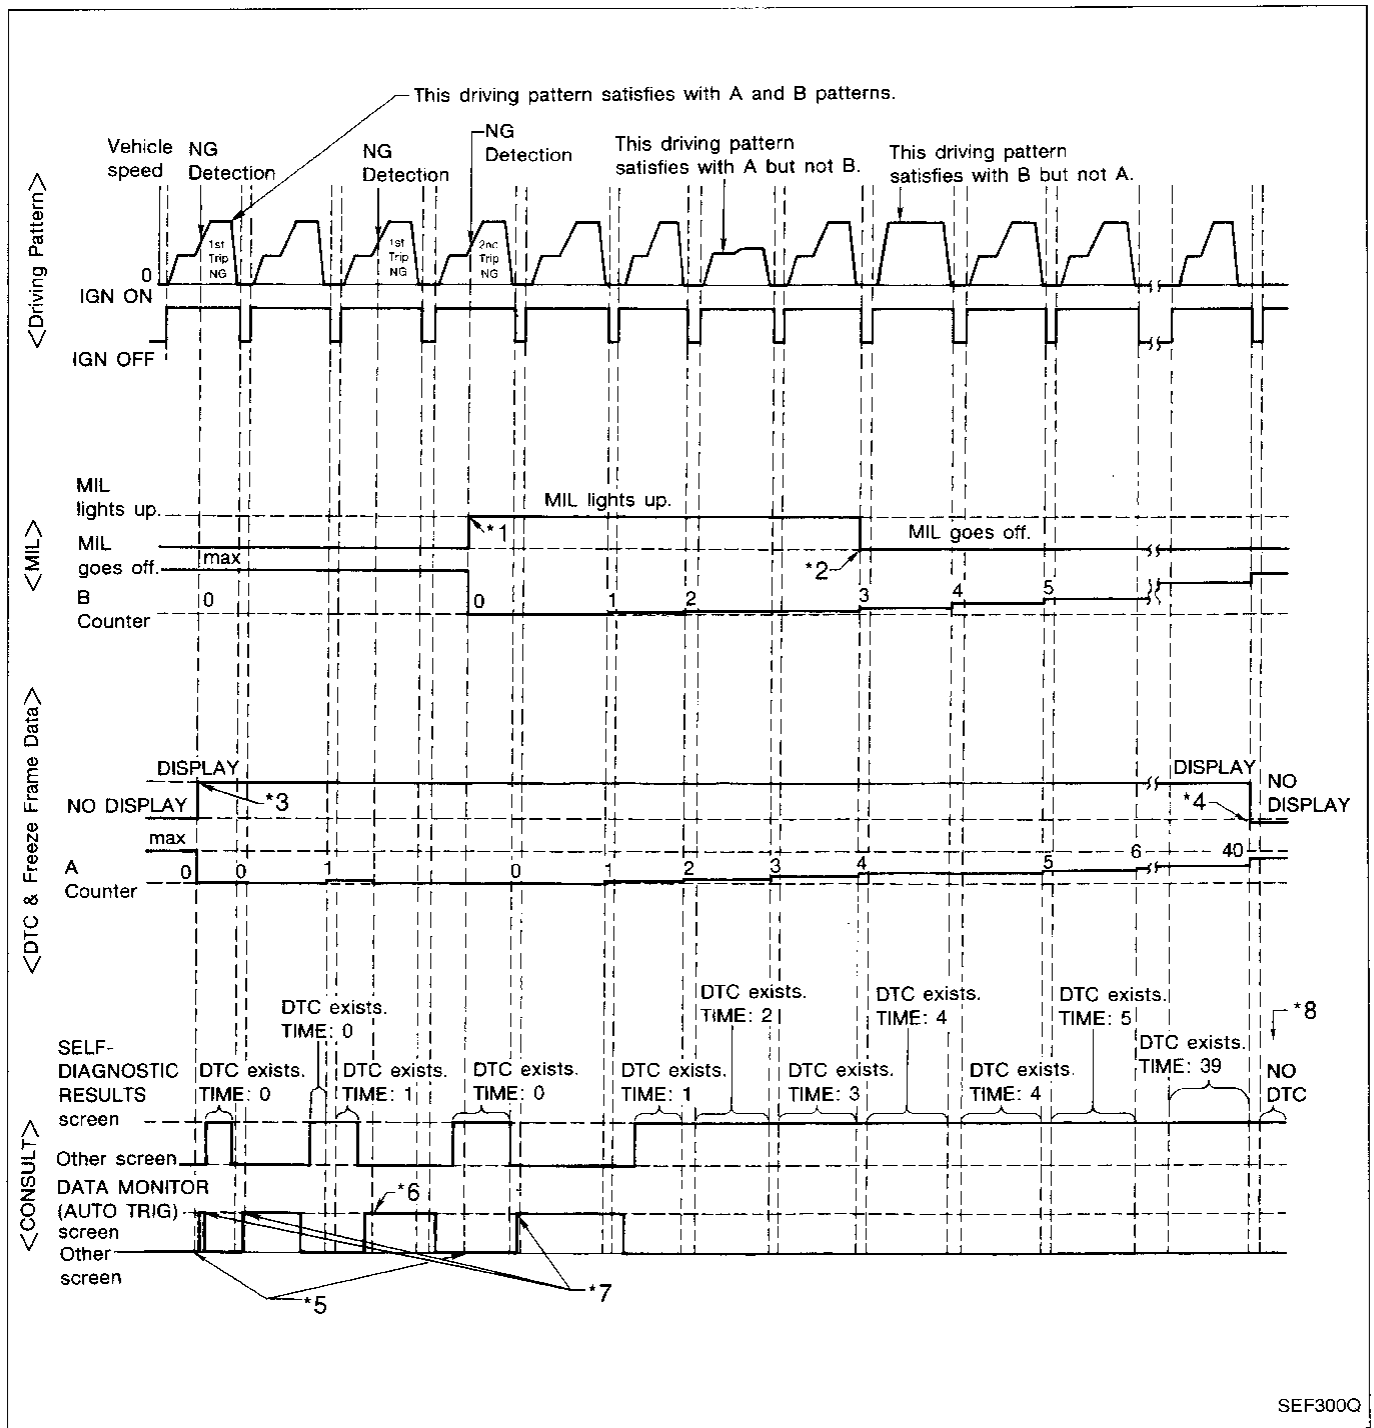 This driving pattern satisfies with A and B patterns.
Vehicle
speed
NG
Detection
NG
Detection
NG
Detection
This driving pattern
satisfies with A but not B.
This driving pattern
satisfies with B but not A.
<Driving Pattern>
1st
Trip
NG
1st
Trip
NG
2nd
Trip
NG
0
IGN ON
IGN OFF
<MIL>
MIL
lights up.
MIL lights up.
*1
MIL
goes off.
MIL goes off.
*2
max
B
Counter
0
0
1
2
3
4
5
<DTC & Freeze Frame Data>
DISPLAY
DISPLAY
NO DISPLAY
*3
*4
NO
DISPLAY
max
A
Counter
0
0
1
0
1
2
3
4
5
6
40
<CONSULT>
DTC exists.
TIME: 0
DTC exists.
TIME: 2
DTC exists.
TIME: 4
DTC exists.
TIME: 5
*8
SELF-
DIAGNOSTIC
RESULTS
screen
DTC exists.
TIME: 0
DTC exists.
TIME: 1
DTC exists.
TIME: 0
DTC exists.
TIME: 1
DTC exists.
TIME: 3
DTC exists.
TIME: 4
DTC exists.
TIME: 39
NO
DTC
Other screen
DATA MONITOR
(AUTO TRIG)
screen
*6
Other
screen
*5
*7
SEF300Q